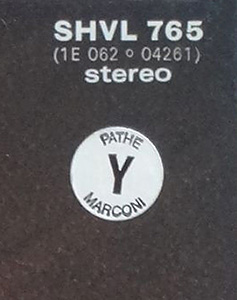 SHVL 765
(1E 062 o 04261)
stereo
PATHE
Y
MARCONI